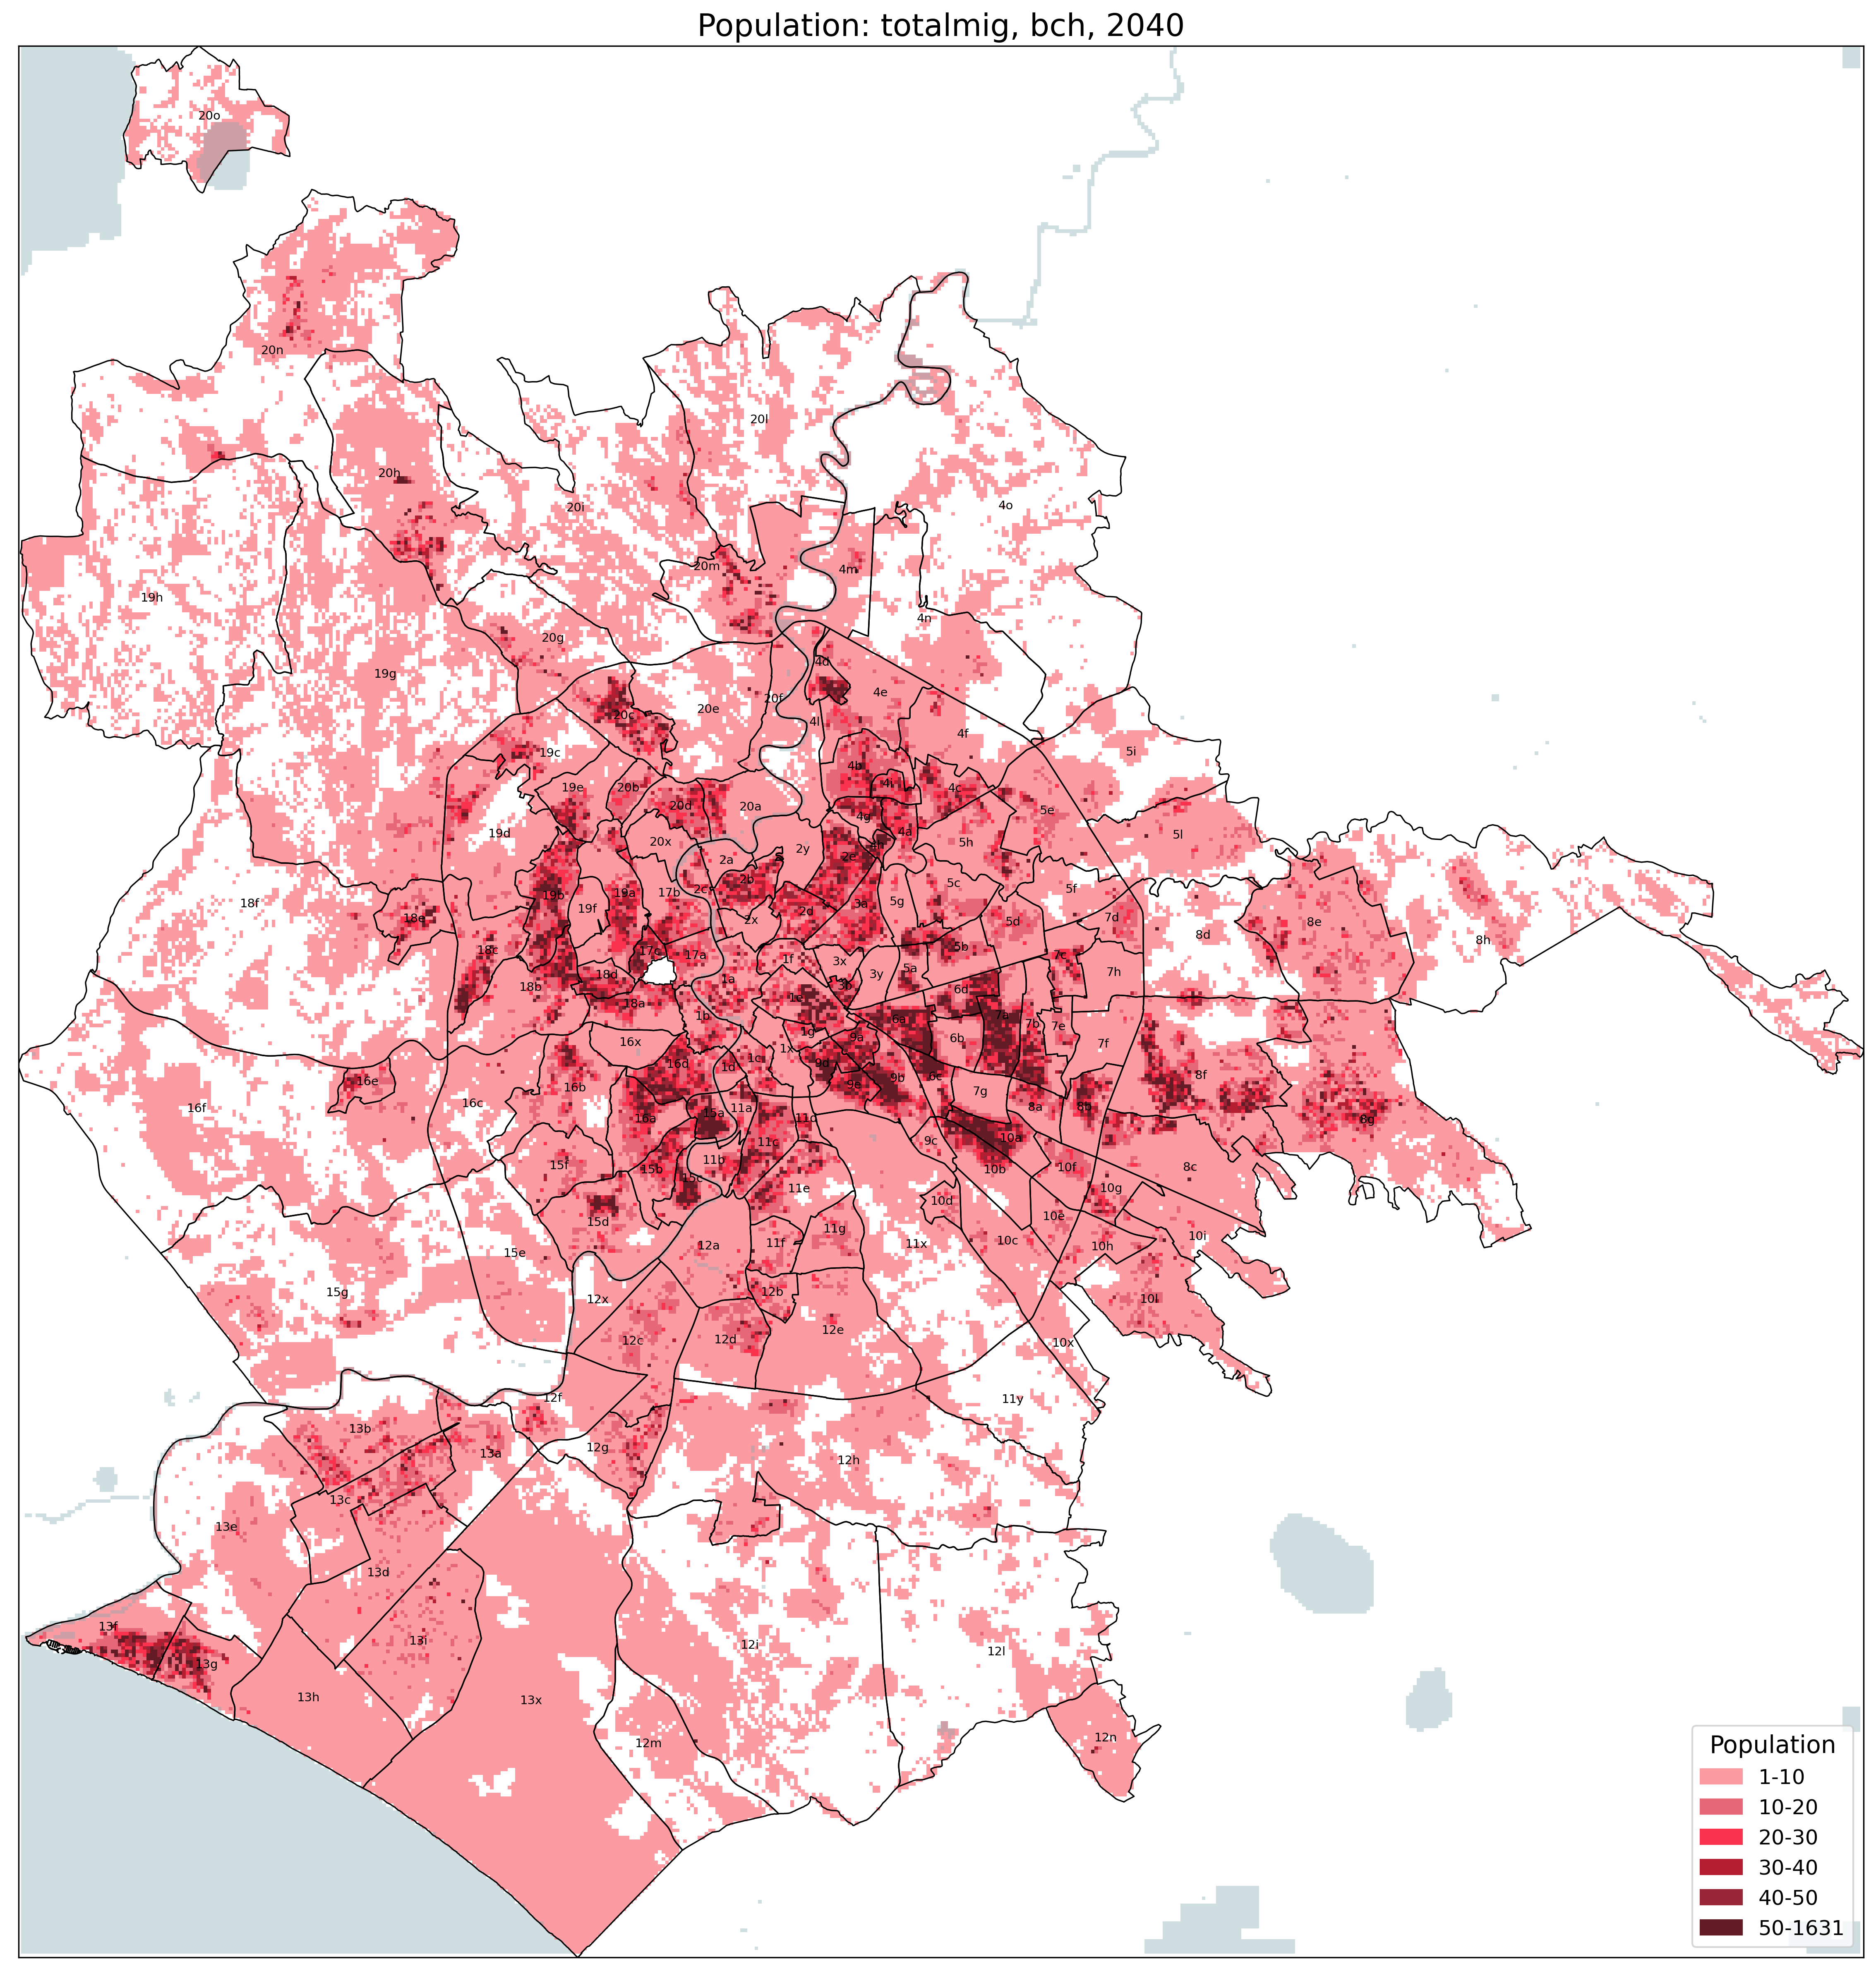 Population: totalmig, bch, 2040
20o
20n
20l
20h
20i
4o
20m
4m
19h
4n
20g
4d
19g
20f
4e
20e
20c
4l
4f
19c
5i
4b
4i
19e
20b
4c
20d
20a
5e
4g
19d
4a
5l
20x
5h
2y
4h
2a
2e
2b
5c
17b
2c
5f
19b
19a
18f
5g
3a
19f
2d
18e
2x
5d
7d
8e
8d
8h
18c
5b
17c
17a
7c
1f
3x
5a
7h
18d
3y
1a
18b
3b
6d
1e
18a
1b
7a
6a
7b
7e
1g
9a
6b
16x
7f
1x
1c
16d
9d
1d
8f
6c
9b
16e
9e
16b
7g
16c
16f
11a
8a
8b
15a
16a
11d
8g
10a
11c
9c
11b
15f
10f
8c
15b
10b
15c
11e
10g
10d
10e
15d
11g
10i
10c
11f
11x
12a
10h
15e
12b
15g
12x
10l
12e
12d
12c
10x
12f
11y
13b
12g
13a
12h
13c
13e
13d
13f
13i
12i
12l
13g
13h
13x
12n
12m
Population
1-10
10-20
20-30
30-40
40-50
50-1631